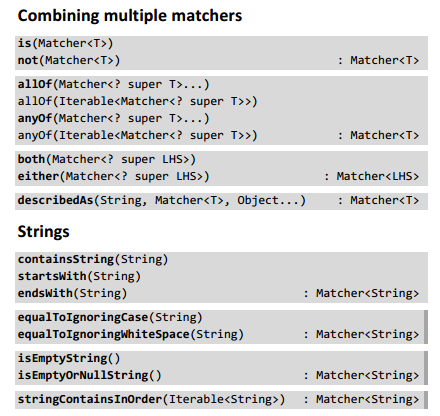 Combining multiple matchers
is(Matcher<T>)
not(Matcher<T>) : Matcher<T>
allOf(Matcher<? super T>...)
allOf(Iterable<Matcher<? super T>>)
anyOf(Matcher<? super T>...)
anyOf(Iterable<Matcher<? super T>>) : Matcher<T>
both(Matcher<? super LHS>)
either(Matcher<? super LHS>) : Matcher<LHS>
describedAs(String, Matcher<T>, Object...) : Matcher<T>
Strings
containsString(String)
startsWith(String)
endsWith(String) : Matcher<String>
equalToIgnoringCase(String)
equalToIgnoringWhiteSpace(String) : Matcher<String>
isEmptyString()
isEmptyOrNullString() : Matcher<String>
stringContainsInOrder(Iterable<String>) : Matcher<String>